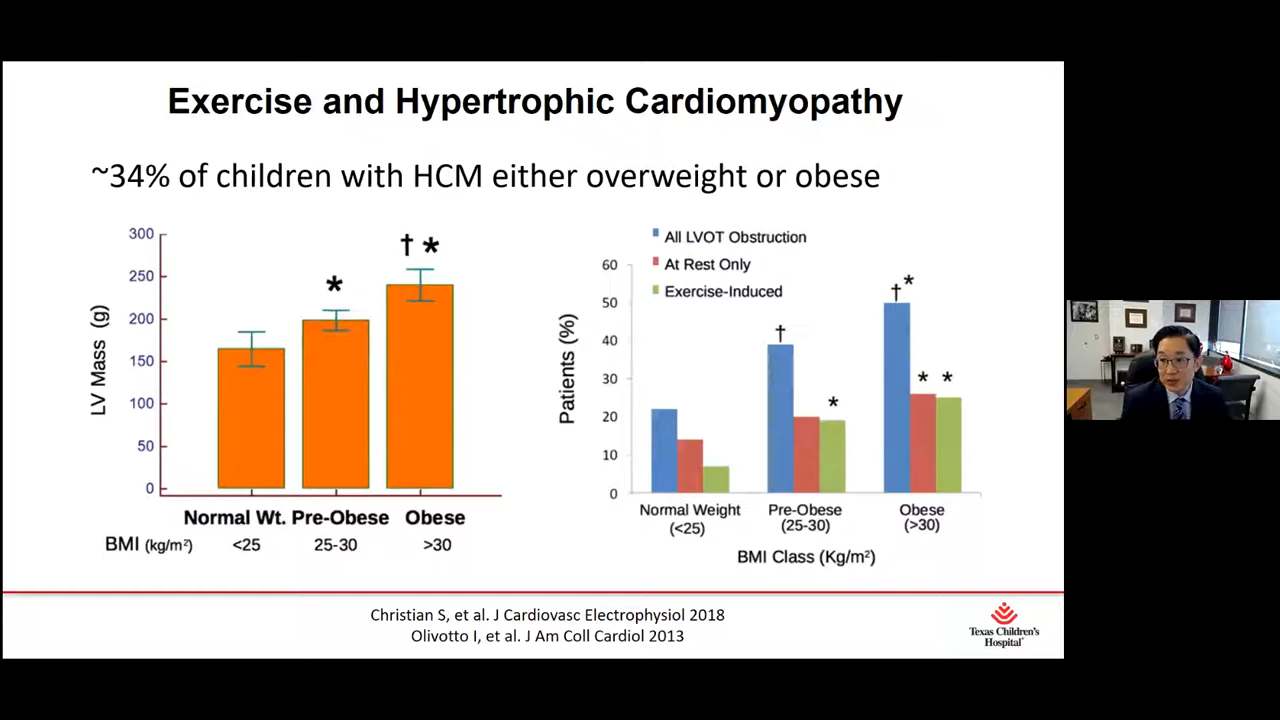 Exercise and Hypertrophic Cardiomyopathy
~34% of children with HCM either overweight or obese
LV Mass (g)
300
250
200
150
100
50
0
*
† *
Normal Wt. Pre-Obese Obese
BMI (kg/m²) <25 25-30 >30
All LVOT Obstruction
At Rest Only
Exercise-Induced
Patients (%)
60
50
40
30
20
10
0
†
*
† *
* *
Normal Weight Pre-Obese Obese
(<25) (25-30) (>30)
BMI Class (Kg/m²)
Christian S, et al. J Cardiovasc Electrophysiol 2018
Olivotto I, et al. J Am Coll Cardiol 2013
Texas Children's
Hospital®